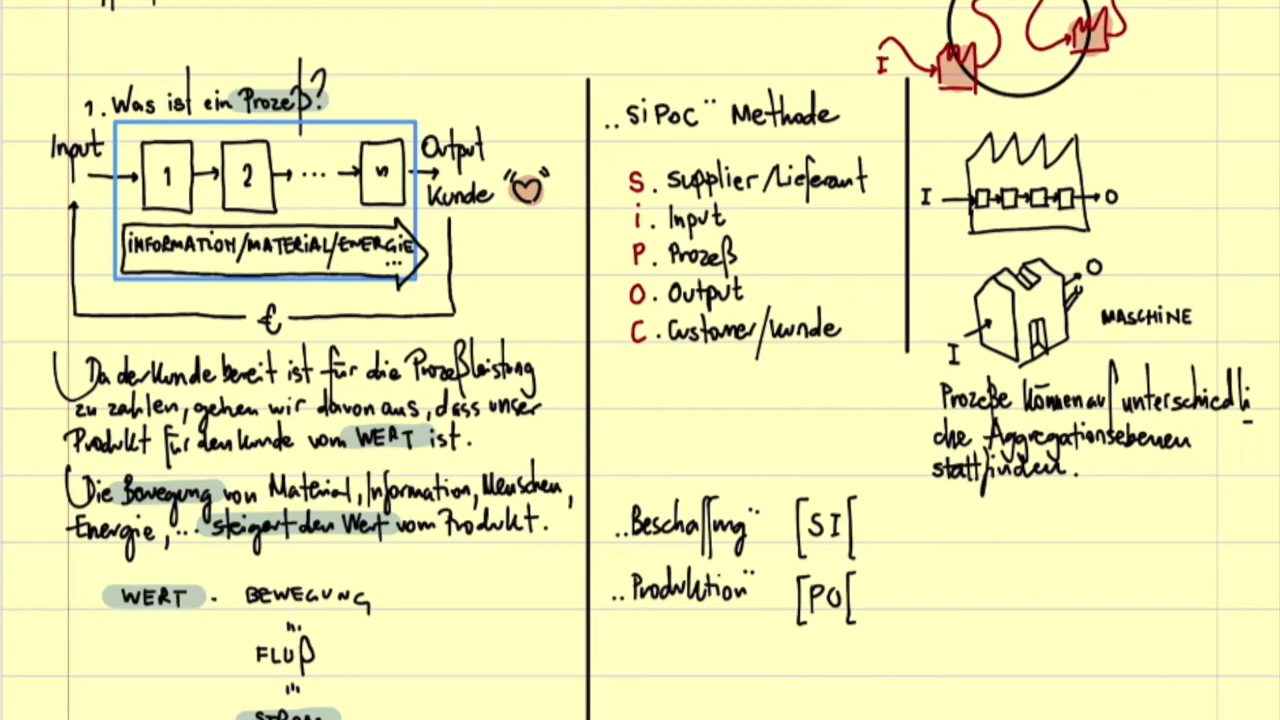 1. Was ist ein Prozeß?
Input
1
2
...
n
Output
Kunde "♡"
INFORMATION/MATERIAL/ENERGIE
...
€
Da der Kunde bereit ist für die Prozeßleistung
zu zahlen, gehen wir davon aus, dass unser
Produkt für den Kunde vom WERT ist.
Die Bewegung von Material, Information, Menschen,
Energie, ... steigert den Wert vom Produkt.
WERT . BEWEGUNG
"
FLUß
"'
STROM
.. SiPOC " Methode
S. Supplier/Lieferant
i. Input
P. Prozeß
O. Output
C. Customer/Kunde
.. Beschaffung " [SI[
.. Produktion " [PO[
I
I
O
O
MASCHINE
I
Prozeße können auf unterschiedli
che Aggregationsebenen
stattfinden.